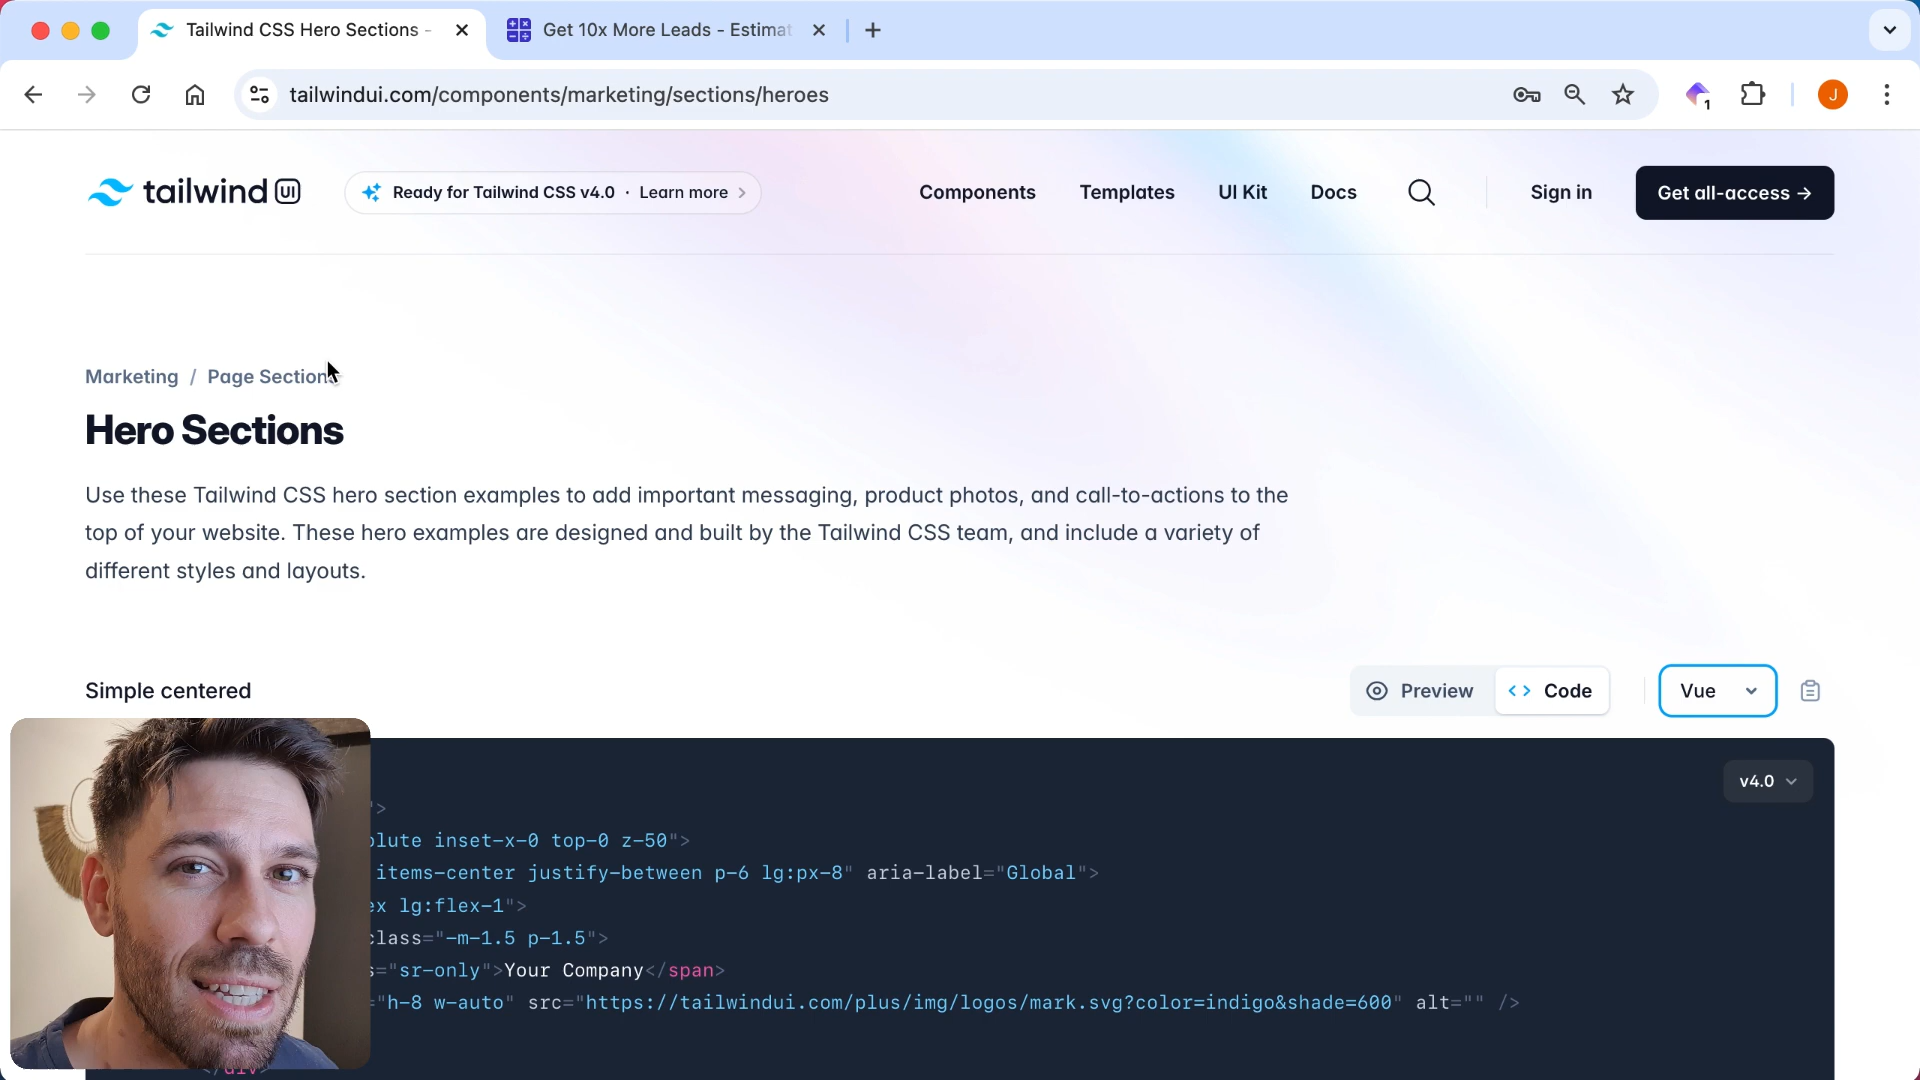 Tailwind CSS Hero Sections -
Get 10x More Leads - Estimat
tailwindui.com/components/marketing/sections/heroes
1
J
tailwind UI
Ready for Tailwind CSS v4.0 · Learn more
Components
Templates
UI Kit
Docs
Sign in
Get all-access →
Marketing / Page Sections
Hero Sections
Use these Tailwind CSS hero section examples to add important messaging, product photos, and call-to-actions to the
top of your website. These hero examples are designed and built by the Tailwind CSS team, and include a variety of
different styles and layouts.
Simple centered
Preview
<> Code
Vue
v4.0
">
olute inset-x-0 top-0 z-50">
items-center justify-between p-6 lg:px-8" aria-label="Global">
ex lg:flex-1">
class="-m-1.5 p-1.5">
s="sr-only">Your Company</span>
="h-8 w-auto" src="https://tailwindui.com/plus/img/logos/mark.svg?color=indigo&shade=600" alt="" />
</div>